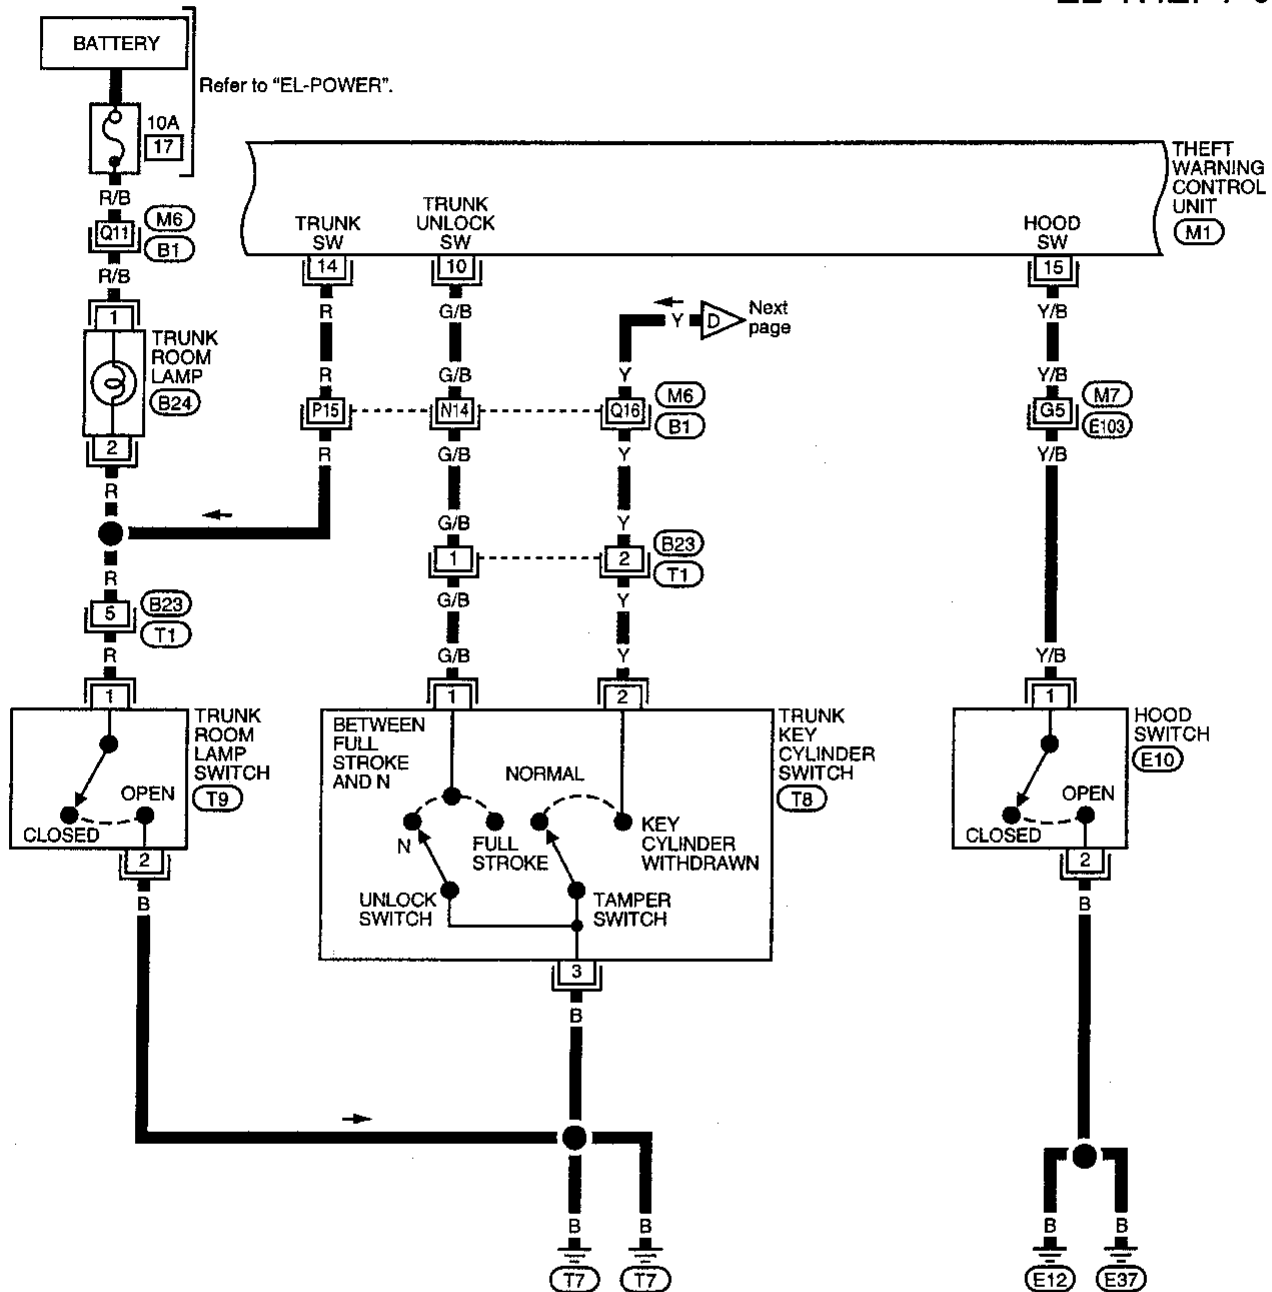 BATTERY
Refer to "EL-POWER".
10A
17
R/B
Q11
M6
B1
R/B
1
TRUNK
ROOM
LAMP
B24
2
R
R
5
B23
T1
R
1
TRUNK
ROOM
LAMP
SWITCH
T9
OPEN
CLOSED
2
B
THEFT
WARNING
CONTROL
UNIT
M1
TRUNK
SW
14
R
R
P15
R
TRUNK
UNLOCK
SW
10
G/B
G/B
N14
G/B
G/B
1
G/B
G/B
1
Y
D
Next
page
Y
Q16
M6
B1
Y
Y
2
B23
T1
Y
Y
2
TRUNK
KEY
CYLINDER
SWITCH
T8
BETWEEN
FULL
STROKE
AND N
NORMAL
N
FULL
STROKE
KEY
CYLINDER
WITHDRAWN
UNLOCK
SWITCH
TAMPER
SWITCH
3
B
B
B
T7
T7
HOOD
SW
15
Y/B
Y/B
G5
M7
E103
Y/B
Y/B
1
HOOD
SWITCH
E10
OPEN
CLOSED
2
B
B
B
E12
E37